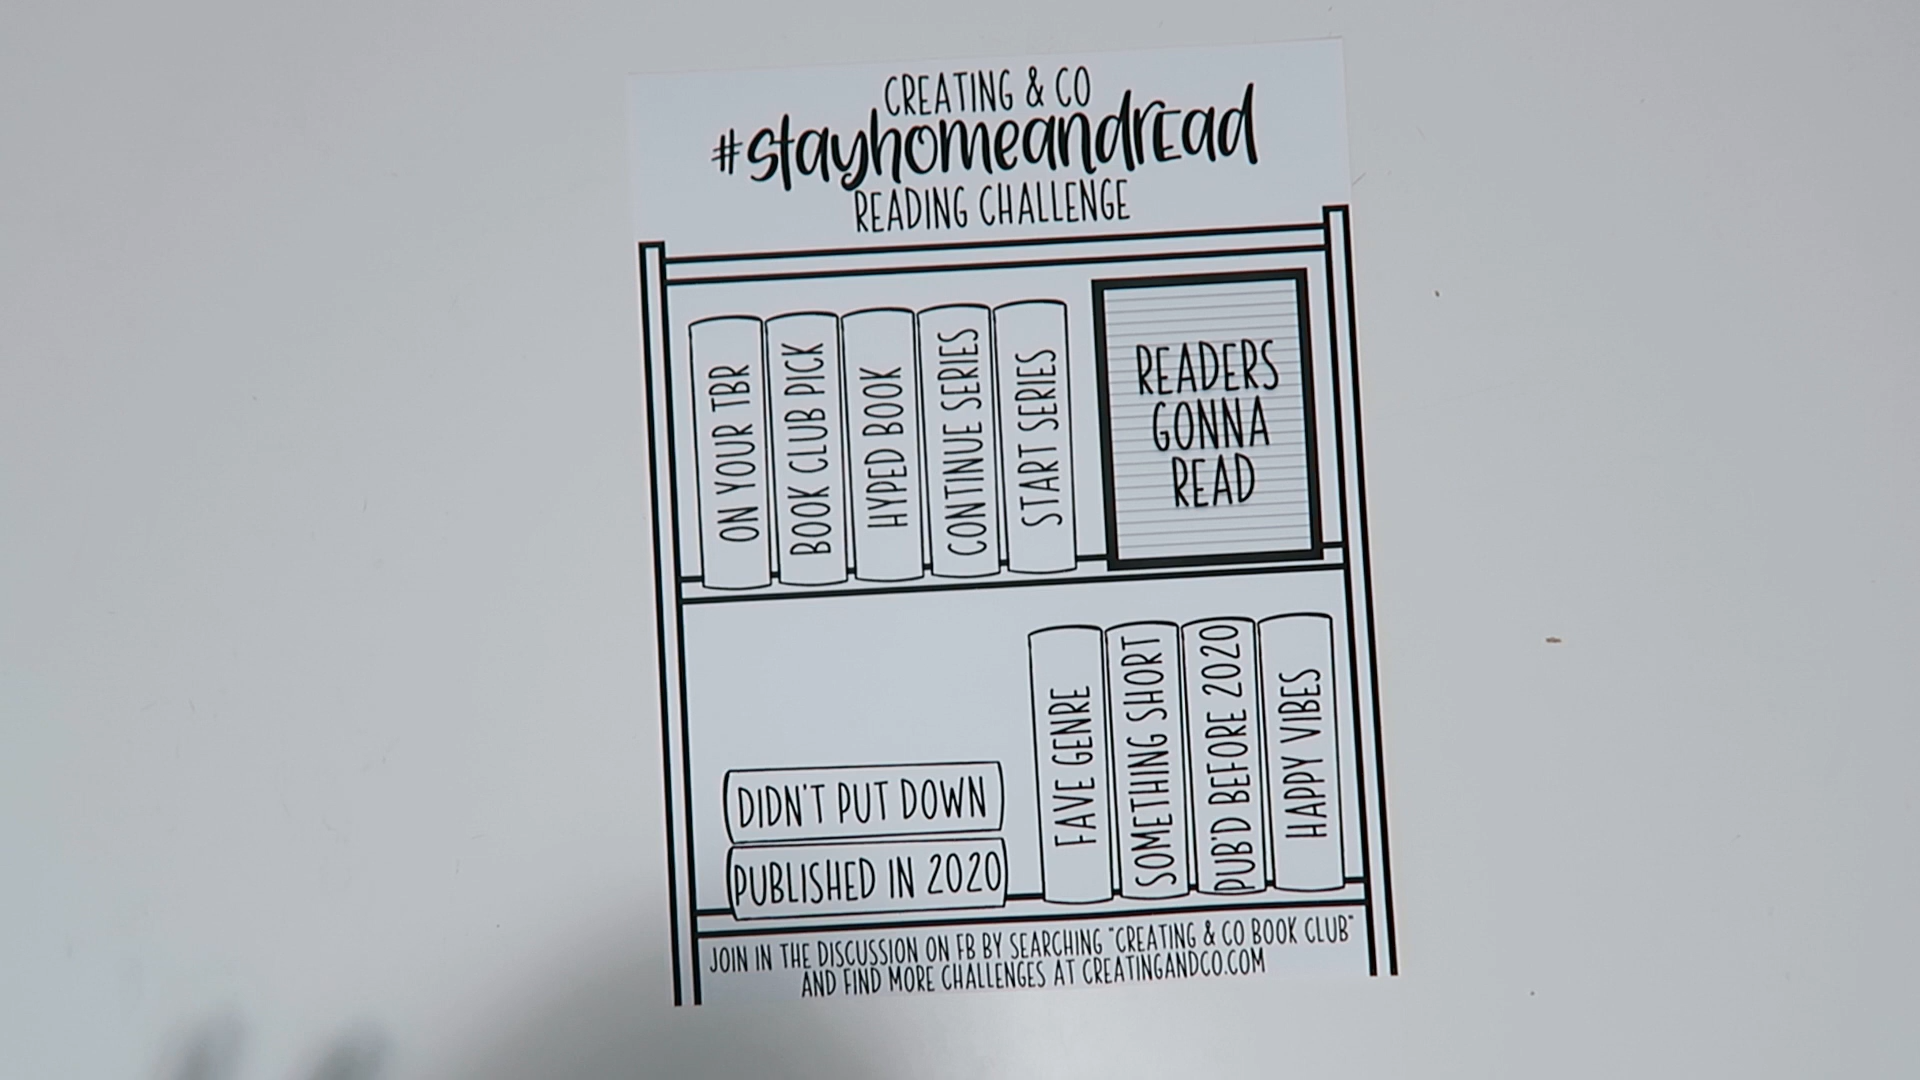 CREATING & CO
#stayhomeandread
READING CHALLENGE
ON YOUR TBR
BOOK CLUB PICK
HYPED BOOK
CONTINUE SERIES
START SERIES
READERS
GONNA
READ
DIDN'T PUT DOWN
PUBLISHED IN 2020
FAVE GENRE
SOMETHING SHORT
PUB'D BEFORE 2020
HAPPY VIBES
JOIN IN THE DISCUSSION ON FB BY SEARCHING "CREATING & CO BOOK CLUB"
AND FIND MORE CHALLENGES AT CREATINGANDCO.COM